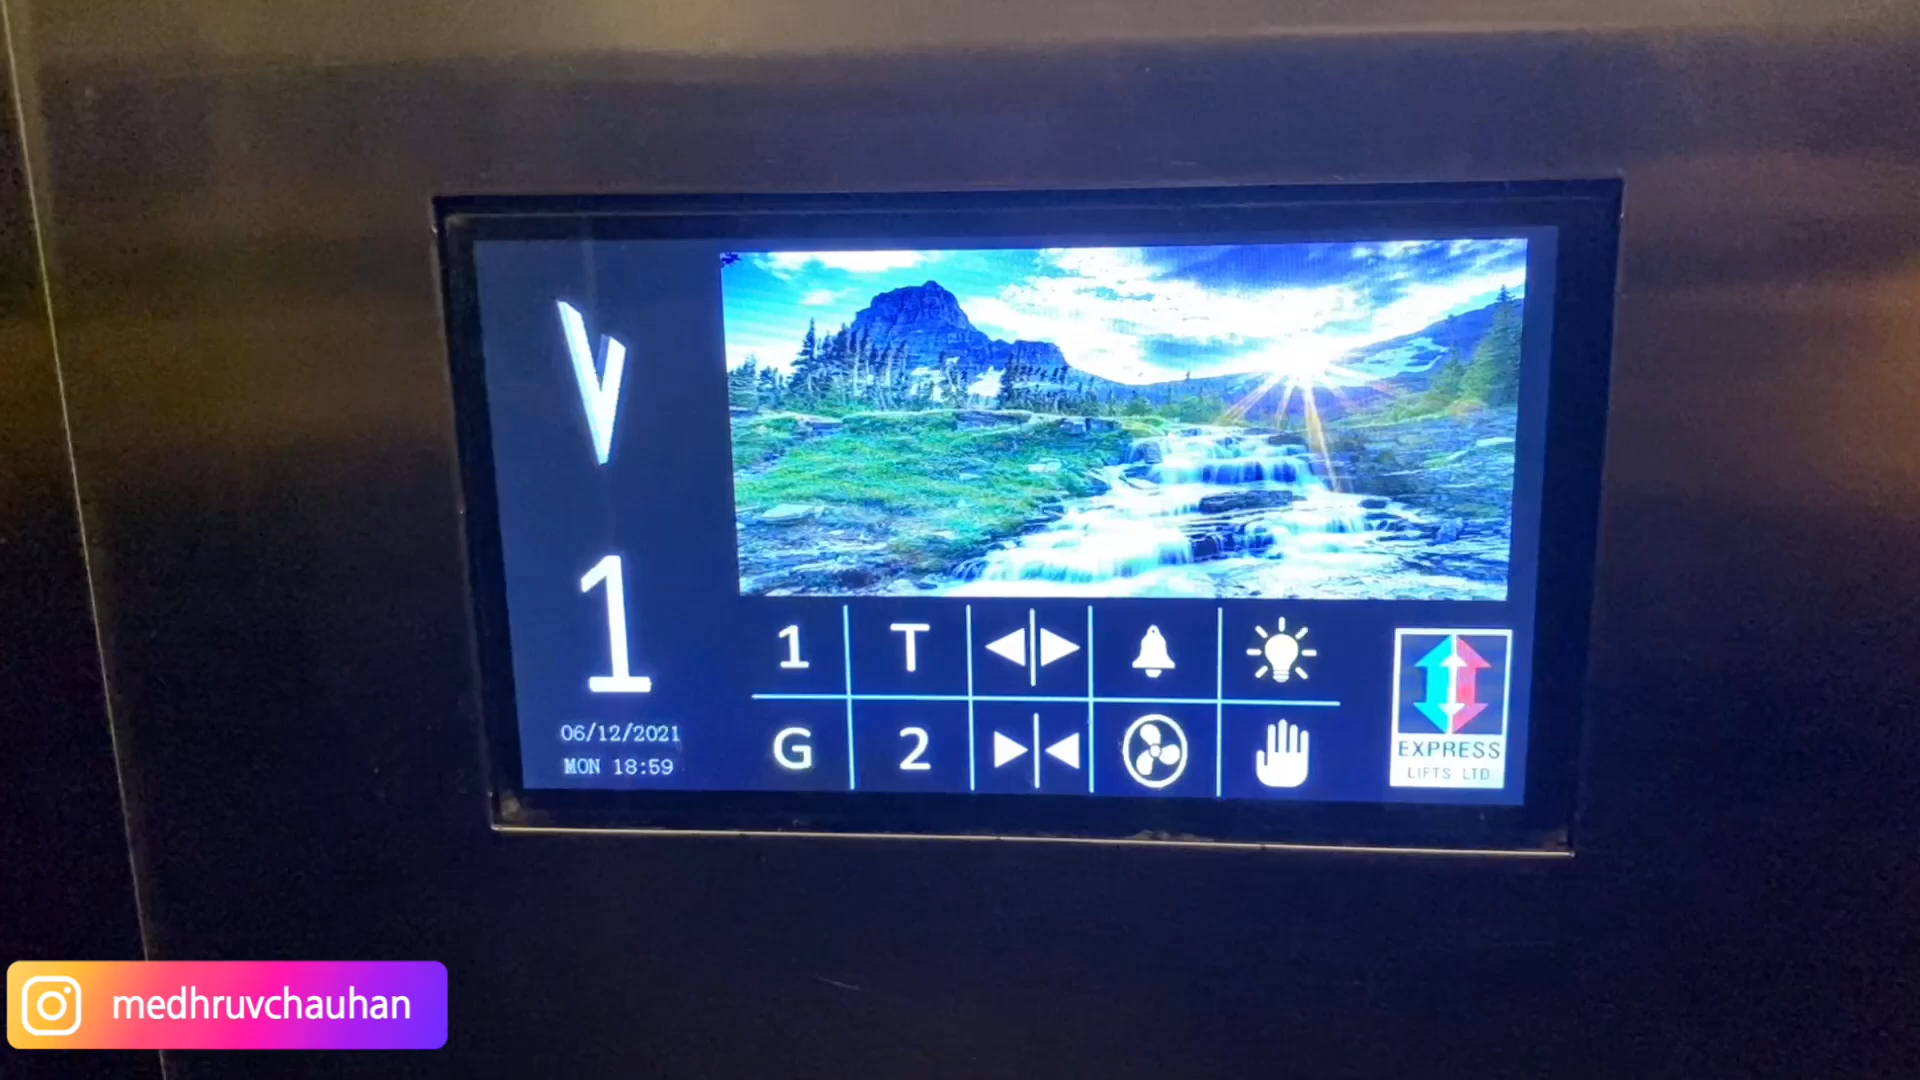 1
06/12/2021
MON 18:59
1 T
G 2
EXPRESS
LIFTS LTD
medhruvchauhan